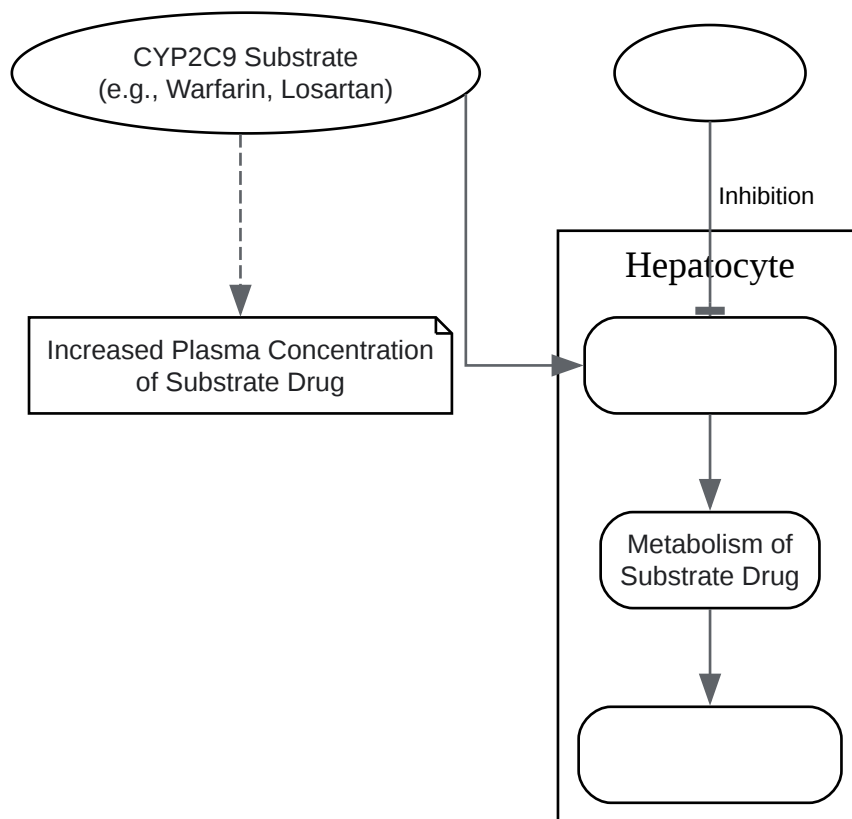 CYP2C9 Substrate
(e.g., Warfarin, Losartan)
Inhibition
Hepatocyte
Increased Plasma Concentration
of Substrate Drug
Metabolism of
Substrate Drug